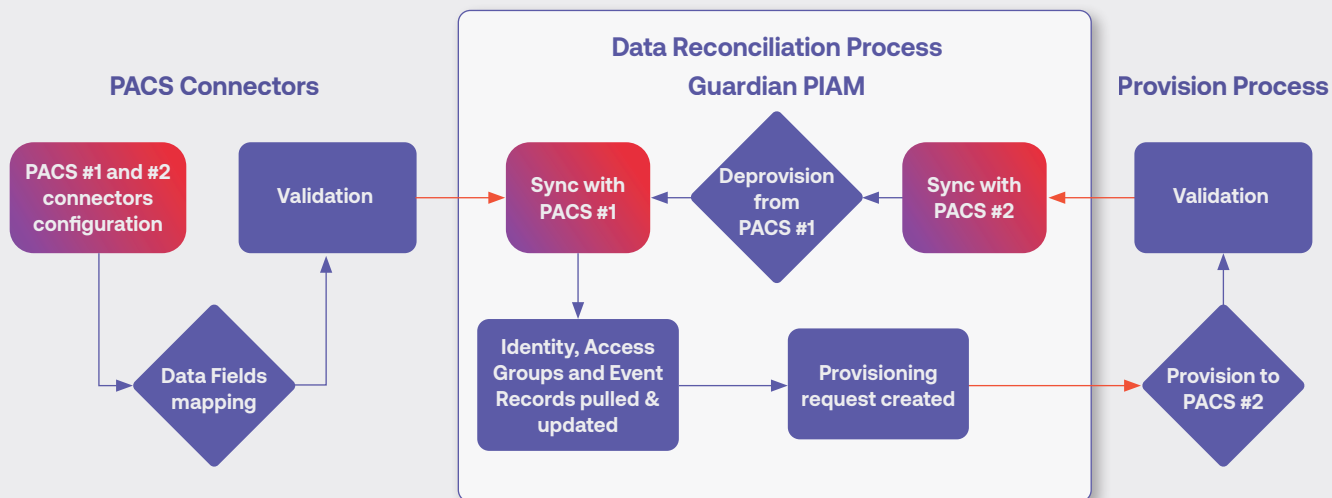 PACS Connectors
PACS #1 and #2
connectors
configuration
Validation
Data Fields
mapping
Data Reconciliation Process
Guardian PIAM
Sync with
PACS #1
Deprovision
from
PACS #1
Sync with
PACS #2
Identity, Access
Groups and Event
Records pulled &
updated
Provisioning
request created
Provision Process
Validation
Provision to
PACS #2